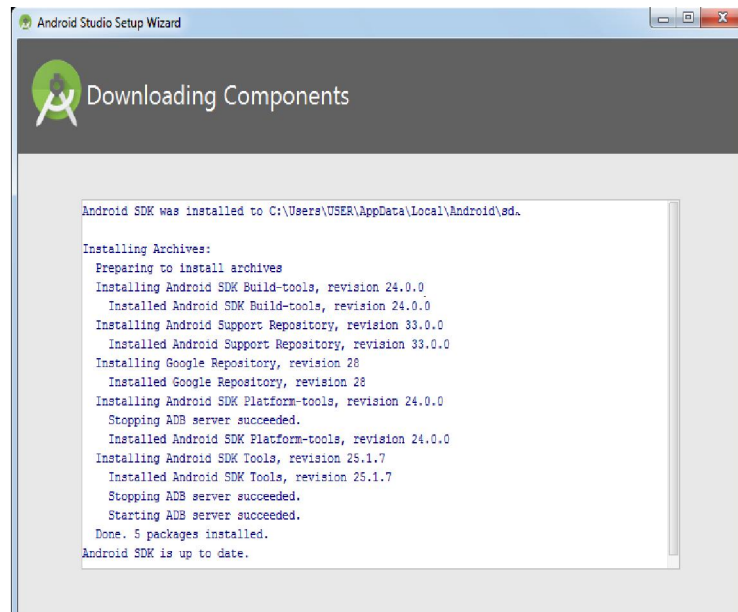 Android Studio Setup Wizard
Downloading Components
Android SDK was installed to C:\Users\USER\AppData\Local\Android\sd
Installing Archives:
Preparing to install archives
Installing Android SDK Build-tools, revision 24.0.0
Installed Android SDK Build-tools, revision 24.0.0
Installing Android Support Repository, revision 33.0.0
Installed Android Support Repository, revision 33.0.0
Installing Google Repository, revision 28
Installed Google Repository, revision 28
Installing Android SDK Platform-tools, revision 24.0.0
Stopping ADB server succeeded.
Installed Android SDK Platform-tools, revision 24.0.0
Installing Android SDK Tools, revision 25.1.7
Installed Android SDK Tools, revision 25.1.7
Stopping ADB server succeeded.
Starting ADB server succeeded.
Done. 5 packages installed.
Android SDK is up to date.